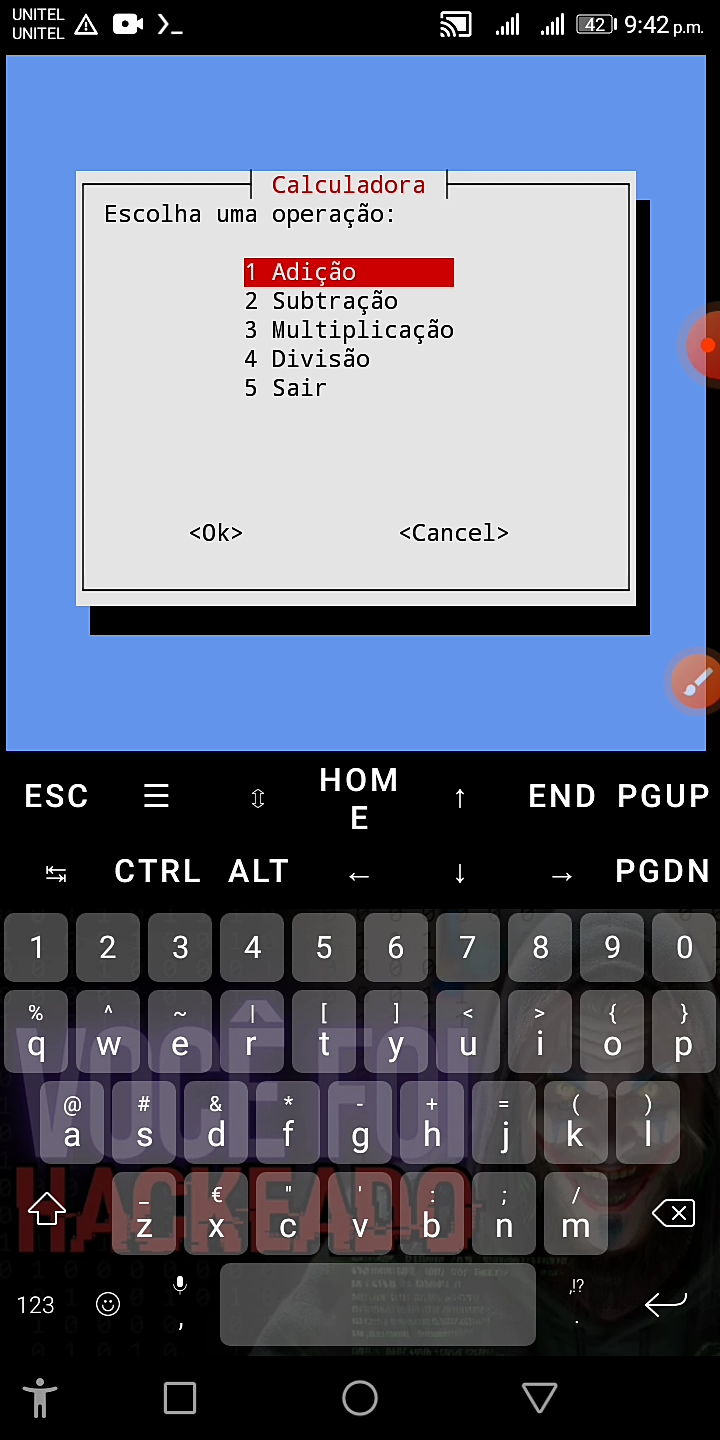 UNITEL
UNITEL
42 9:42 p.m.
Calculadora
Escolha uma operação:
1 Adição
2 Subtração
3 Multiplicação
4 Divisão
5 Sair
<Ok> <Cancel>
ESC ☰ ⇳ HOM
E ↑ END PGUP
↹ CTRL ALT ← ↓ → PGDN
1 2 3 4 5 6 7 8 9 0
% ^ ~ | [ ] < > { }
q w e r t y u i o p
VOCÊ FOI
@ # & * - + = ( )
a s d f g h j k l
HACKEADO
_ € " ' : ; /
z x c v b n m
123 , ,!? .